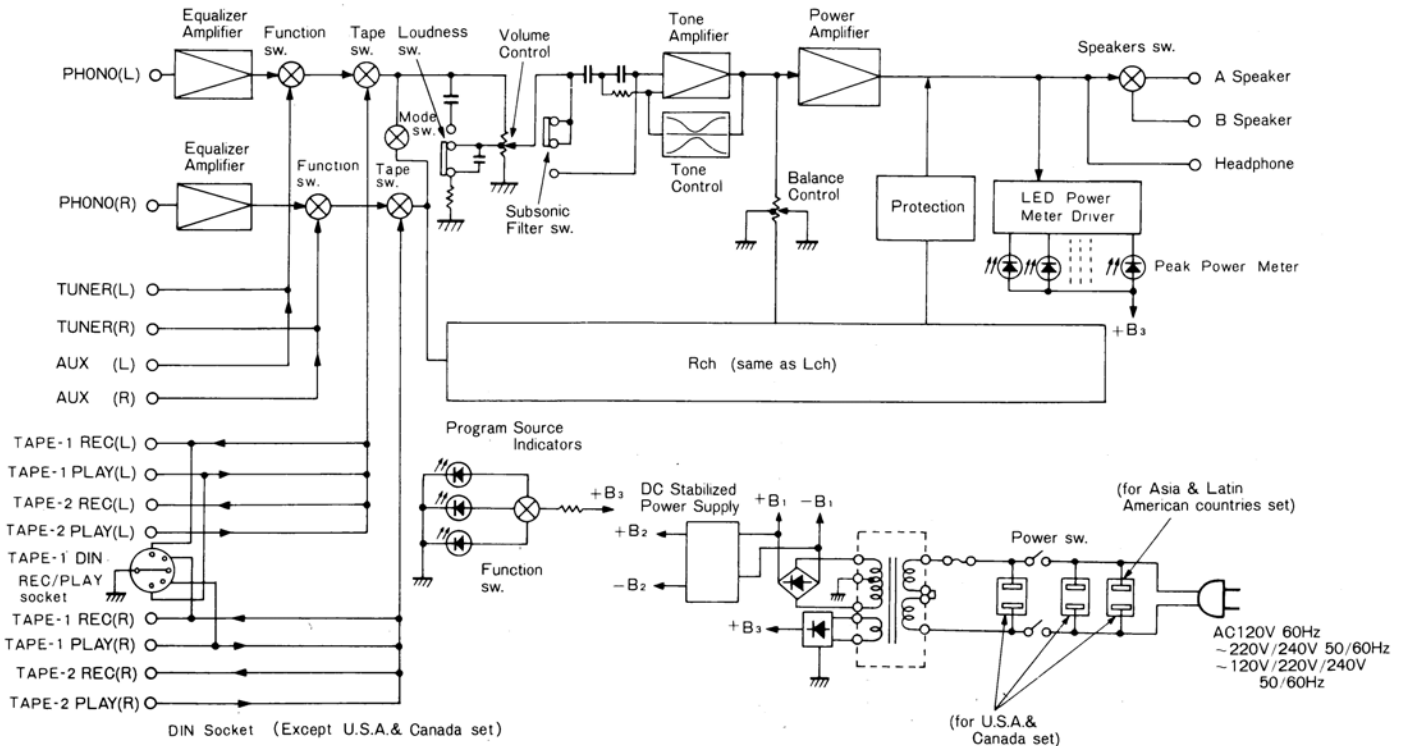 Equalizer
Amplifier
Function
sw.
Tape
sw.
Loudness
sw.
Volume
Control
Tone
Amplifier
Power
Amplifier
Speakers sw.
PHONO(L)
A Speaker
B Speaker
Headphone
Mode
sw.
Equalizer
Amplifier
Function
sw.
Tape
sw.
PHONO(R)
Subsonic
Filter sw.
Tone
Control
Balance
Control
Protection
LED Power
Meter Driver
Peak Power Meter
+B3
TUNER(L)
TUNER(R)
AUX (L)
AUX (R)
Rch (same as Lch)
TAPE-1 REC(L)
TAPE-1 PLAY(L)
TAPE-2 REC(L)
TAPE-2 PLAY(L)
TAPE-1 DIN
REC/PLAY
socket
TAPE-1 REC(R)
TAPE-1 PLAY(R)
TAPE-2 REC(R)
TAPE-2 PLAY(R)
DIN Socket (Except U.S.A.& Canada set)
Program Source
Indicators
+B3
Function
sw.
DC Stabilized
Power Supply
+B1
-B1
+B2
-B2
+B3
Power sw.
(for Asia & Latin
American countries set)
(for U.S.A.&
Canada set)
AC120V 60Hz
~220V/240V 50/60Hz
~120V/220V/240V
50/60Hz